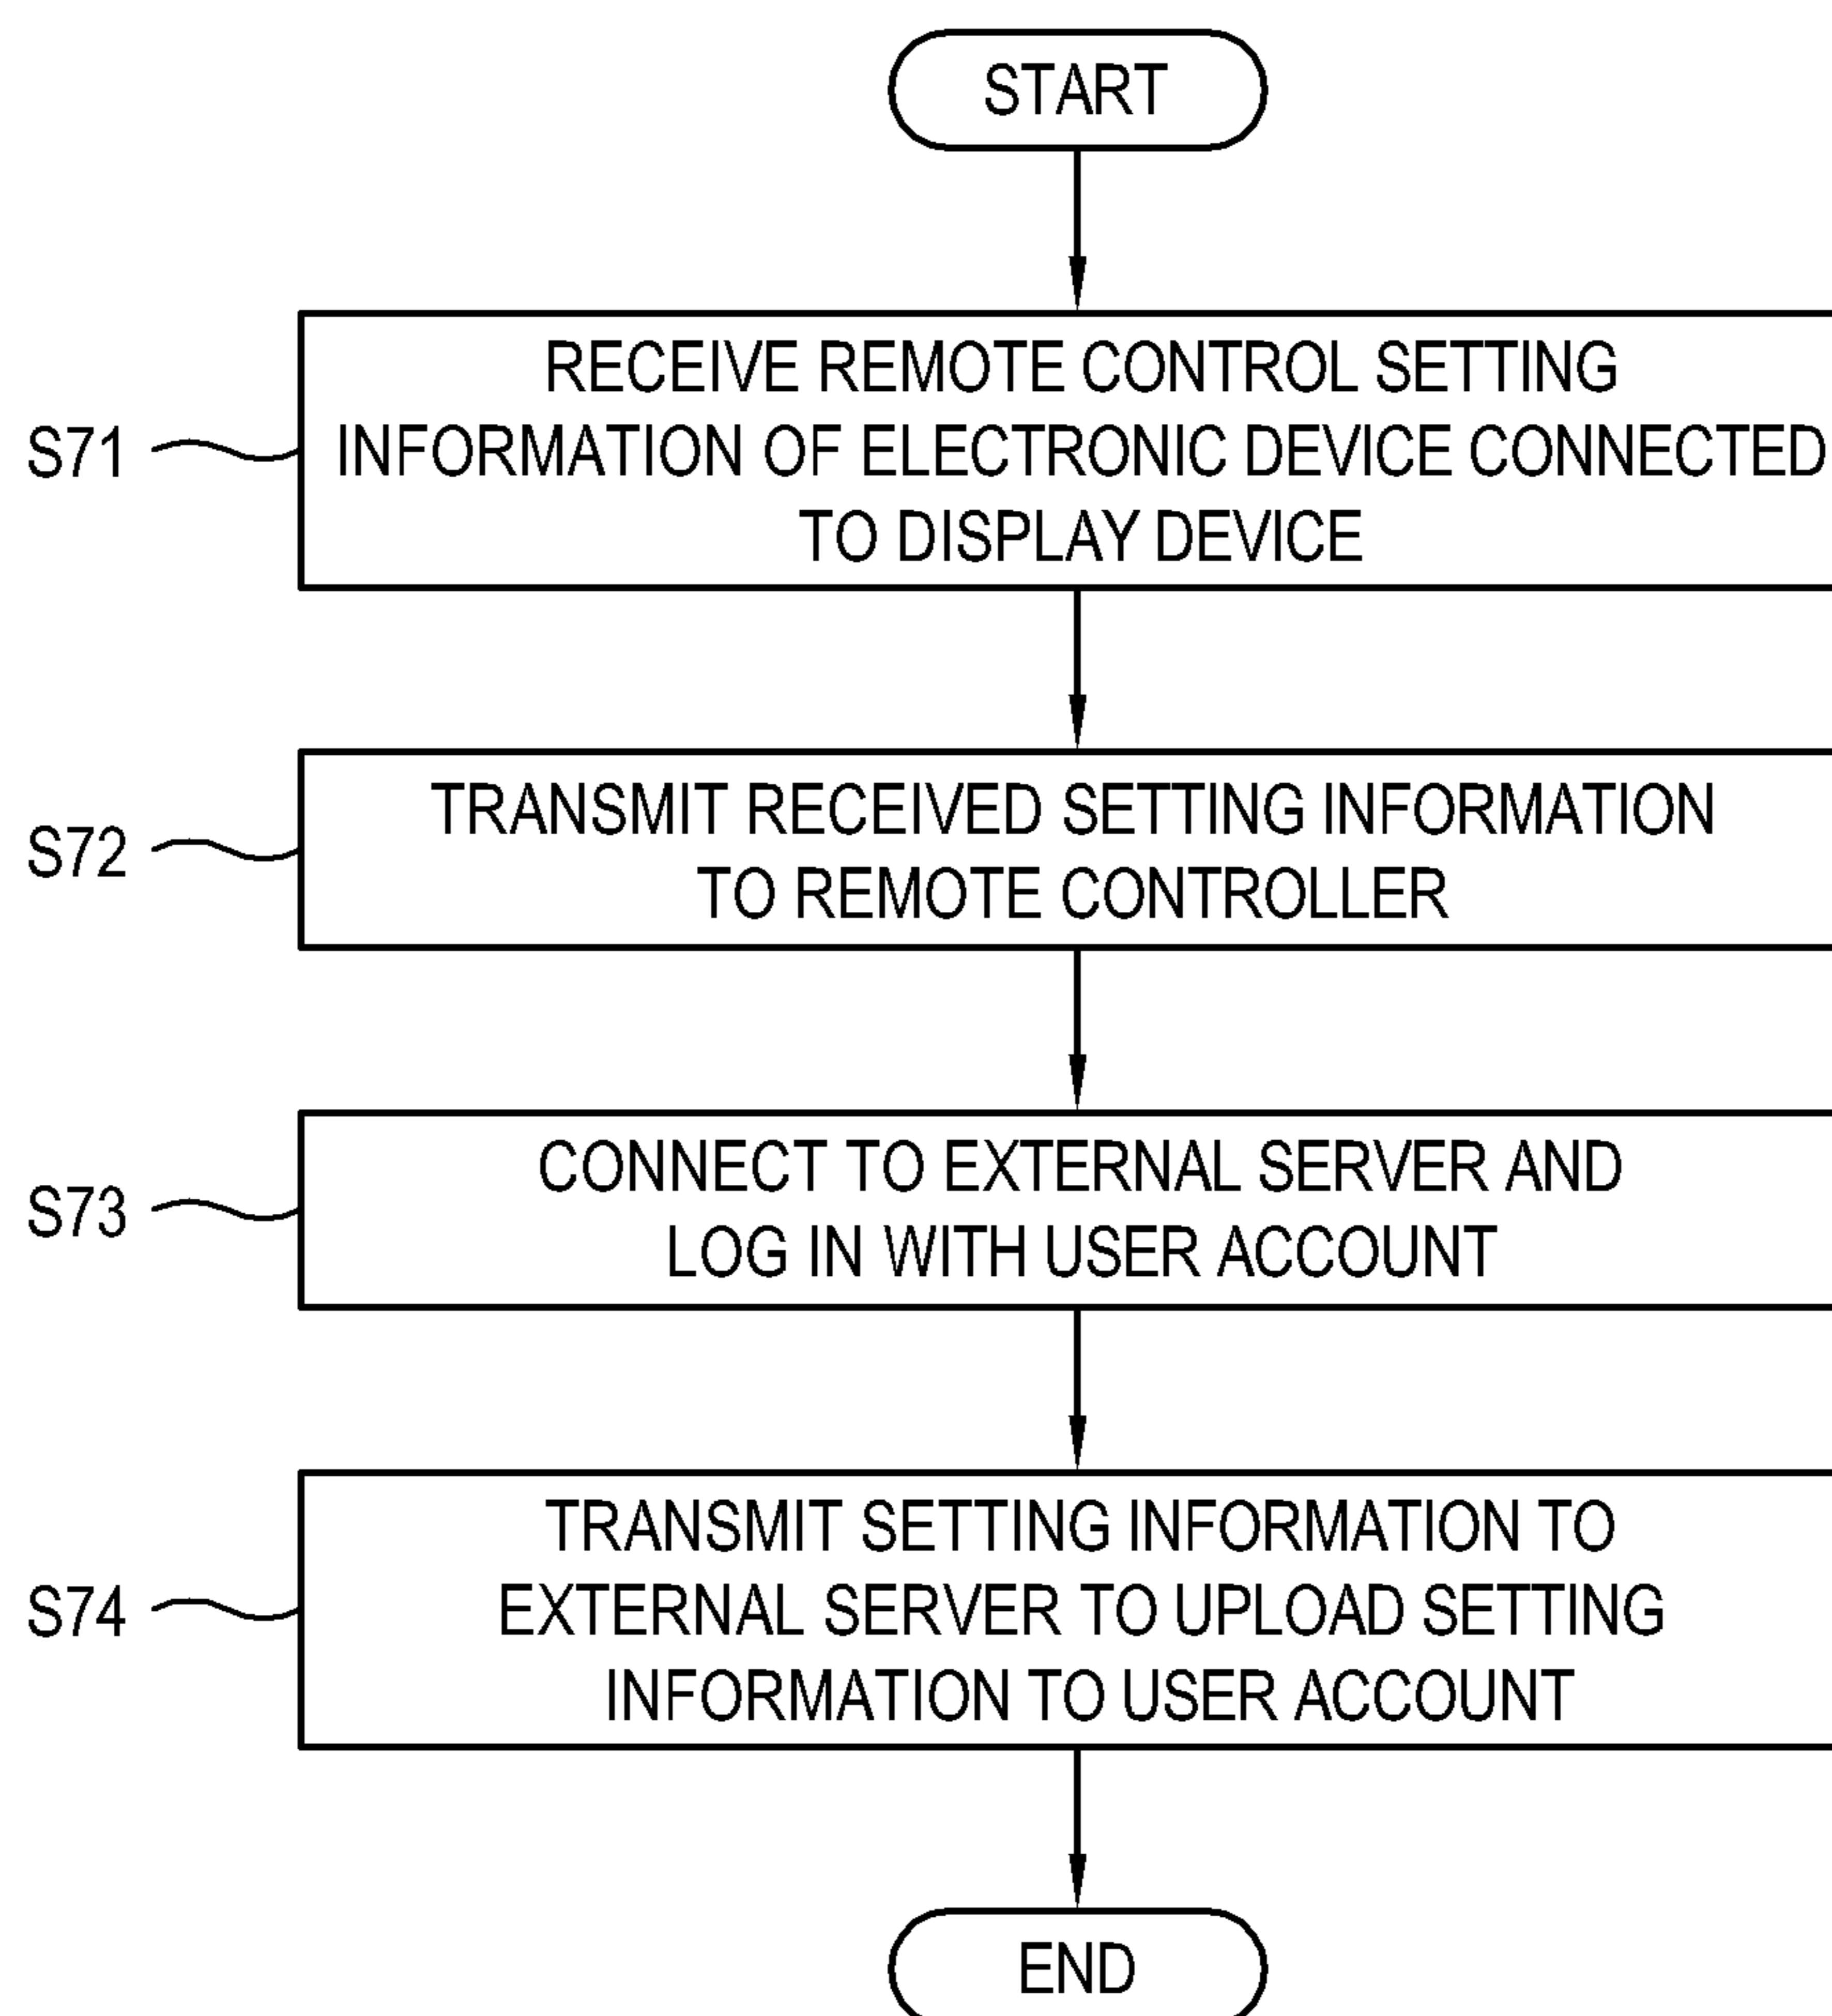 START
S71
RECEIVE REMOTE CONTROL SETTING
INFORMATION OF ELECTRONIC DEVICE CONNECTED
TO DISPLAY DEVICE
S72
TRANSMIT RECEIVED SETTING INFORMATION
TO REMOTE CONTROLLER
S73
CONNECT TO EXTERNAL SERVER AND
LOG IN WITH USER ACCOUNT
S74
TRANSMIT SETTING INFORMATION TO
EXTERNAL SERVER TO UPLOAD SETTING
INFORMATION TO USER ACCOUNT
END